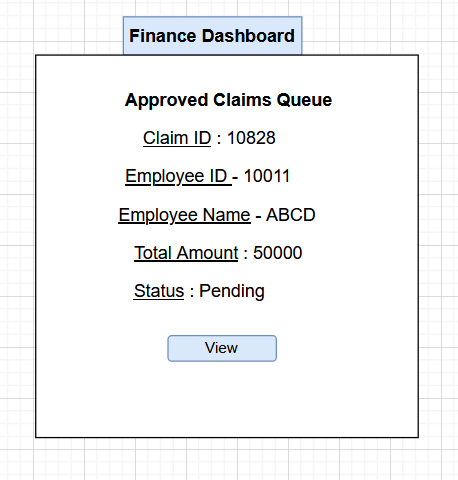 Finance Dashboard
Approved Claims Queue
Claim ID : 10828
Employee ID - 10011
Employee Name - ABCD
Total Amount : 50000
Status : Pending
View